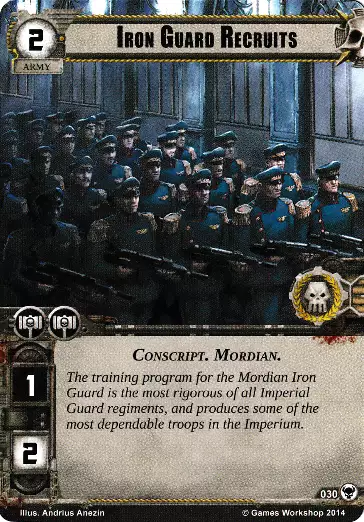 2
IRON GUARD RECRUITS
ARMY
CONSCRIPT. MORDIAN.
1
The training program for the Mordian Iron
Guard is the most rigorous of all Imperial
Guard regiments, and produces some of the
most dependable troops in the Imperium.
2
030
Illus. Andrius Anezin
© Games Workshop 2014